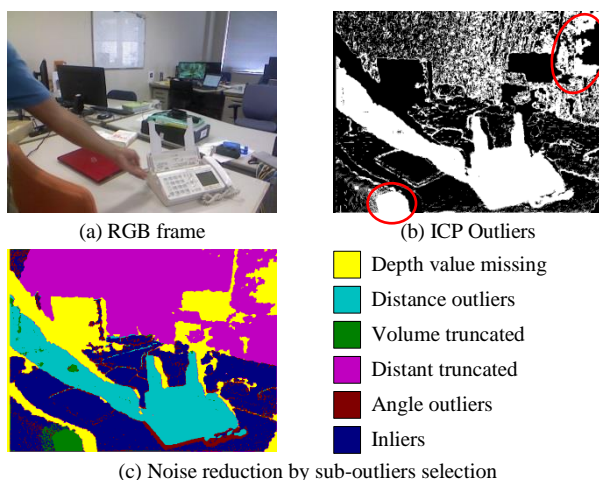 (a) RGB frame
(b) ICP Outliers
Depth value missing
Distance outliers
Volume truncated
Distant truncated
Angle outliers
Inliers
(c) Noise reduction by sub-outliers selection